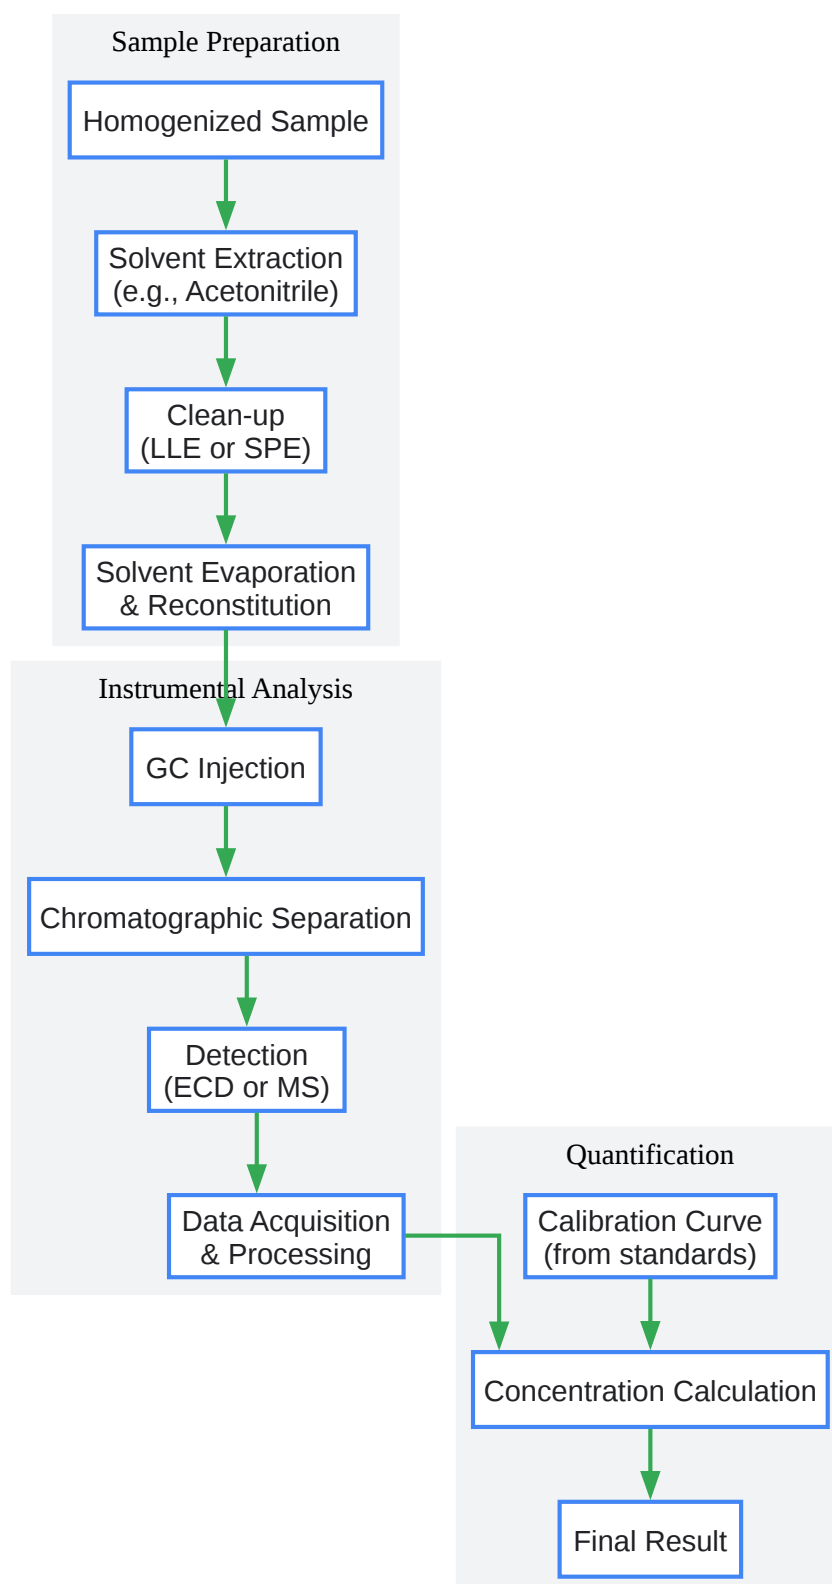 Sample Preparation
Homogenized Sample
Solvent Extraction
(e.g., Acetonitrile)
Clean-up
(LLE or SPE)
Solvent Evaporation
& Reconstitution
Instrumental Analysis
GC Injection
Chromatographic Separation
Detection
(ECD or MS)
Data Acquisition
& Processing
Quantification
Calibration Curve
(from standards)
Concentration Calculation
Final Result